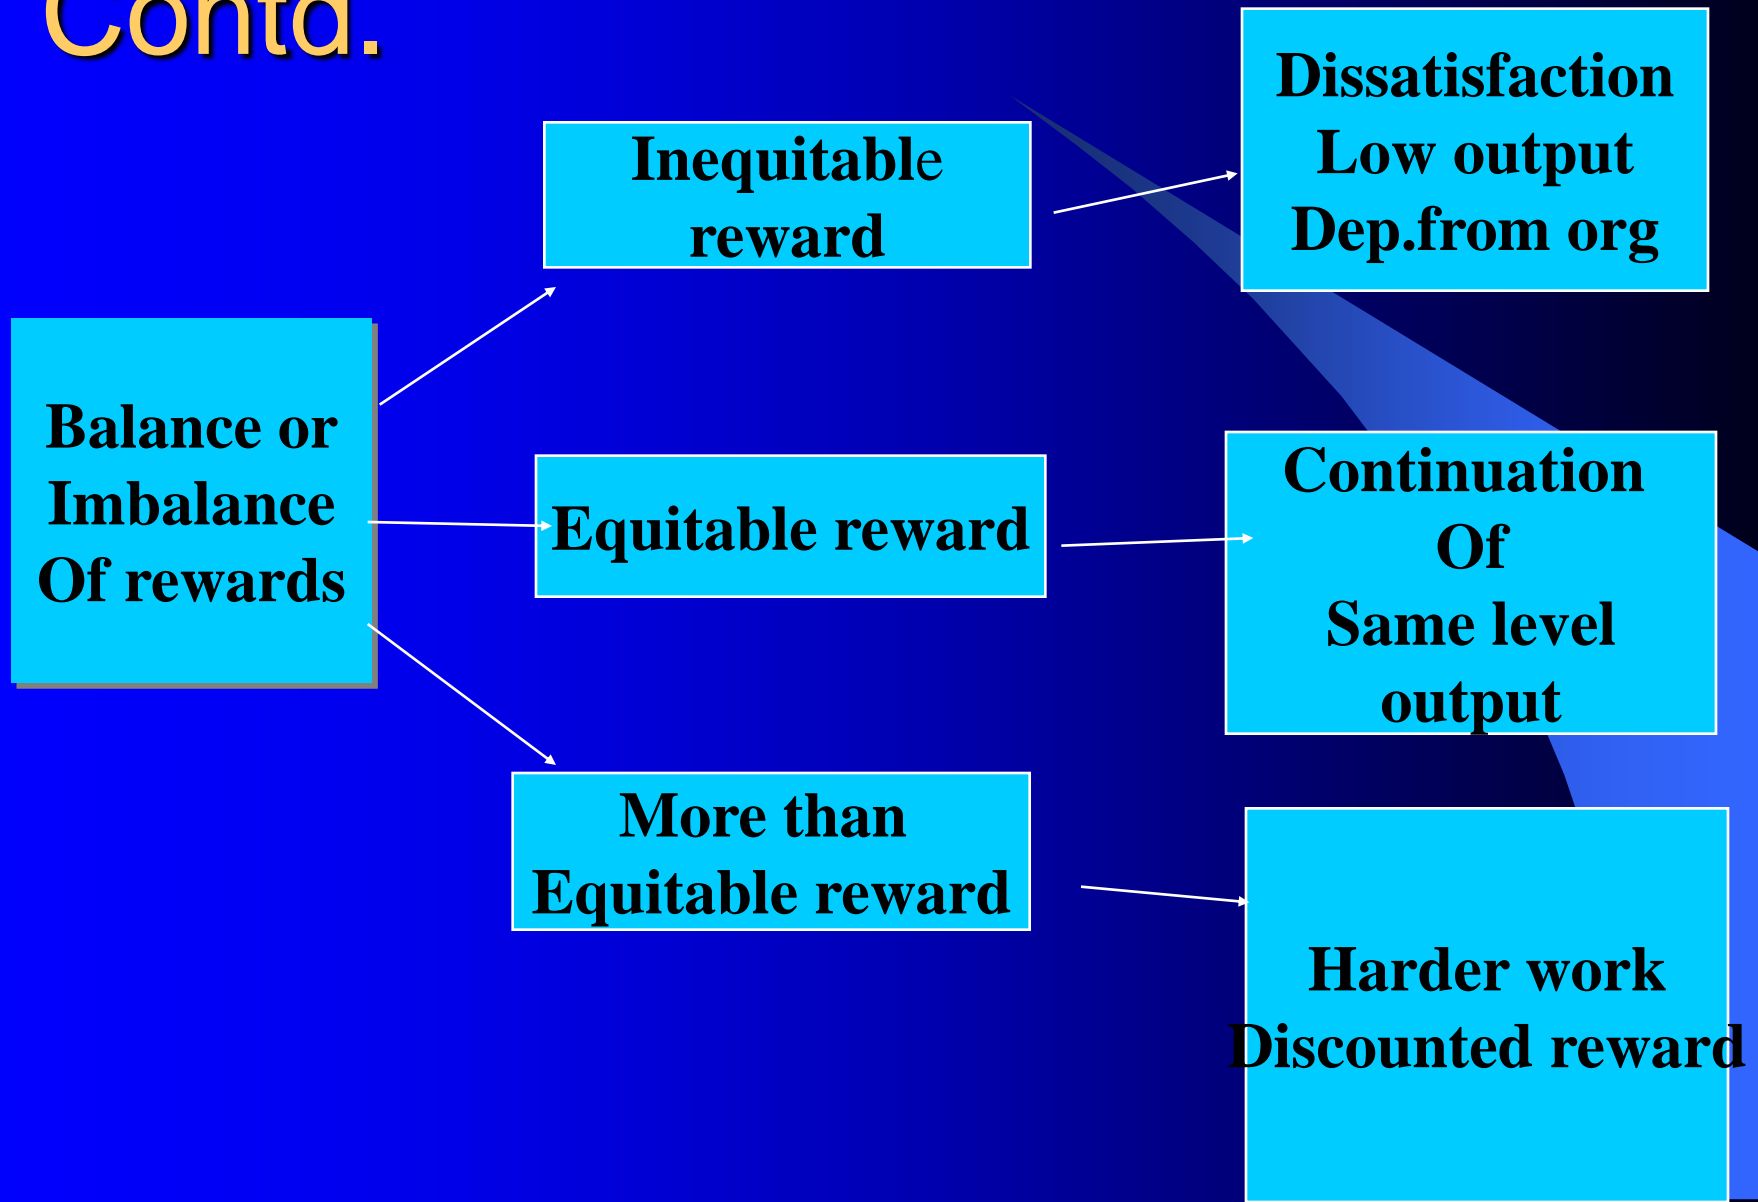 Contd.
Inequitable
reward
Dissatisfaction
Low output
Dep.from org
Balance or
Imbalance
Of rewards
Equitable reward
Continuation
Of
Same level
output
More than
Equitable reward
Harder work
Discounted reward